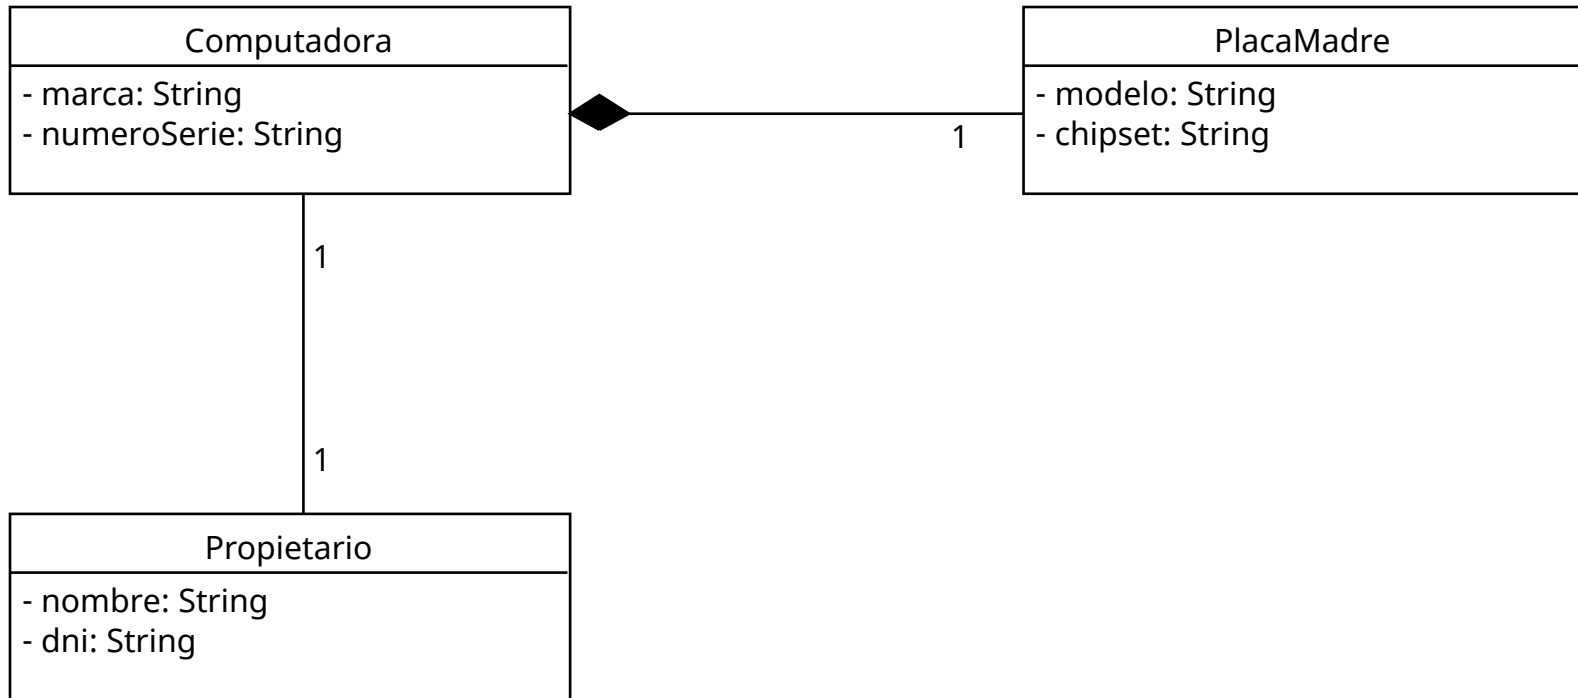 Computadora
- marca: String
- numeroSerie: String
PlacaMadre
- modelo: String
- chipset: String
1
1
1
Propietario
- nombre: String
- dni: String